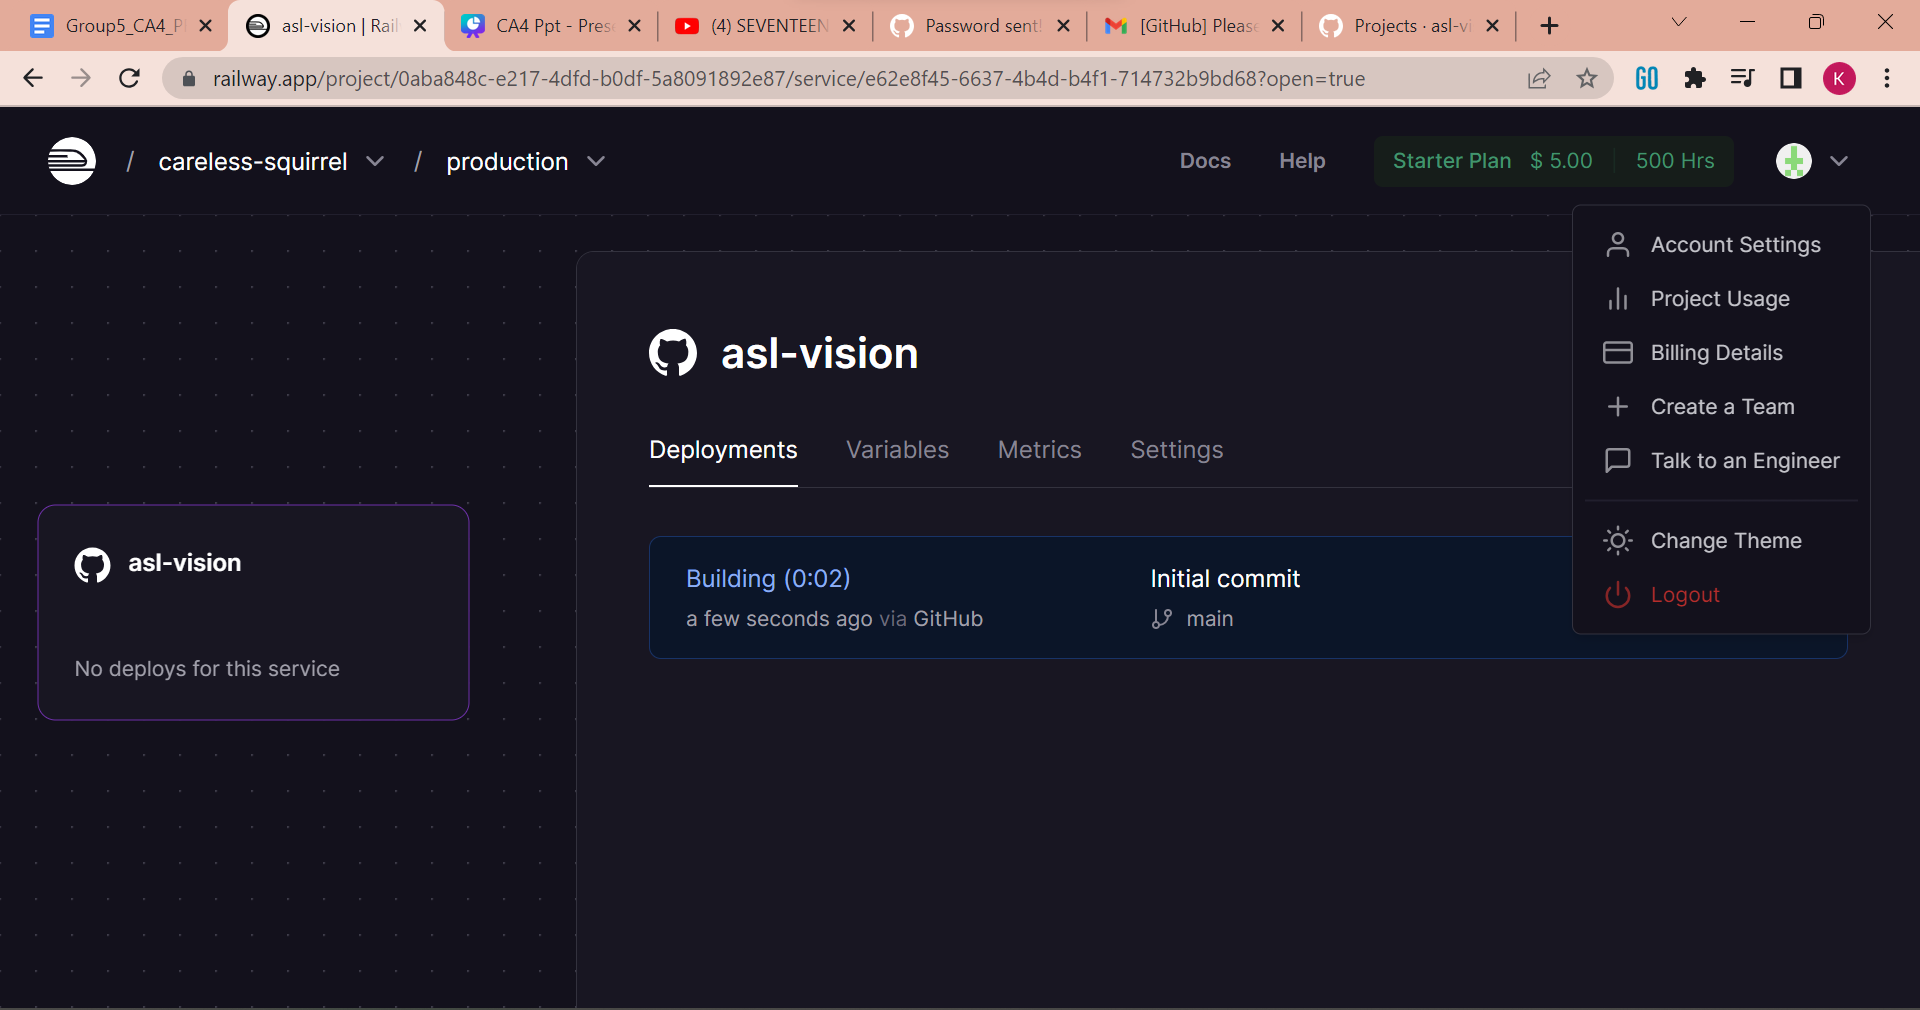 Group5_CA4_P
asl-vision | Rail
CA4 Ppt - Pres
(4) SEVENTEEN
Password sent!
[GitHub] Please
Projects · asl-vi
railway.app/project/0aba848c-e217-4dfd-b0df-5a8091892e87/service/e62e8f45-6637-4b4d-b4f1-714732b9bd68?open=true
GO
K
/ careless-squirrel / production
Docs
Help
Starter Plan $ 5.00 500 Hrs
Account Settings
Project Usage
Billing Details
Create a Team
Talk to an Engineer
Change Theme
Logout
asl-vision
Deployments
Variables
Metrics
Settings
asl-vision
No deploys for this service
Building (0:02)
a few seconds ago via GitHub
Initial commit
main